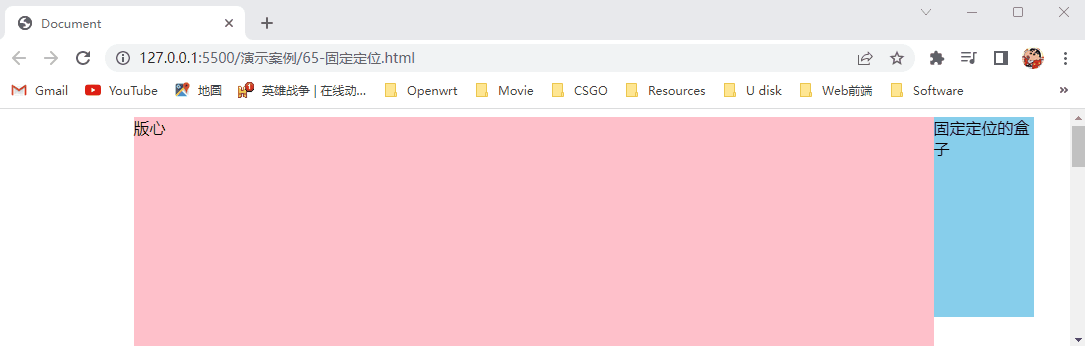 Document
127.0.0.1:5500/演示案例/65-固定定位.html
Gmail YouTube 地圖 英雄战争 | 在线动... Openwrt Movie CSGO Resources U disk Web前端 Software »
版心
固定定位的盒
子